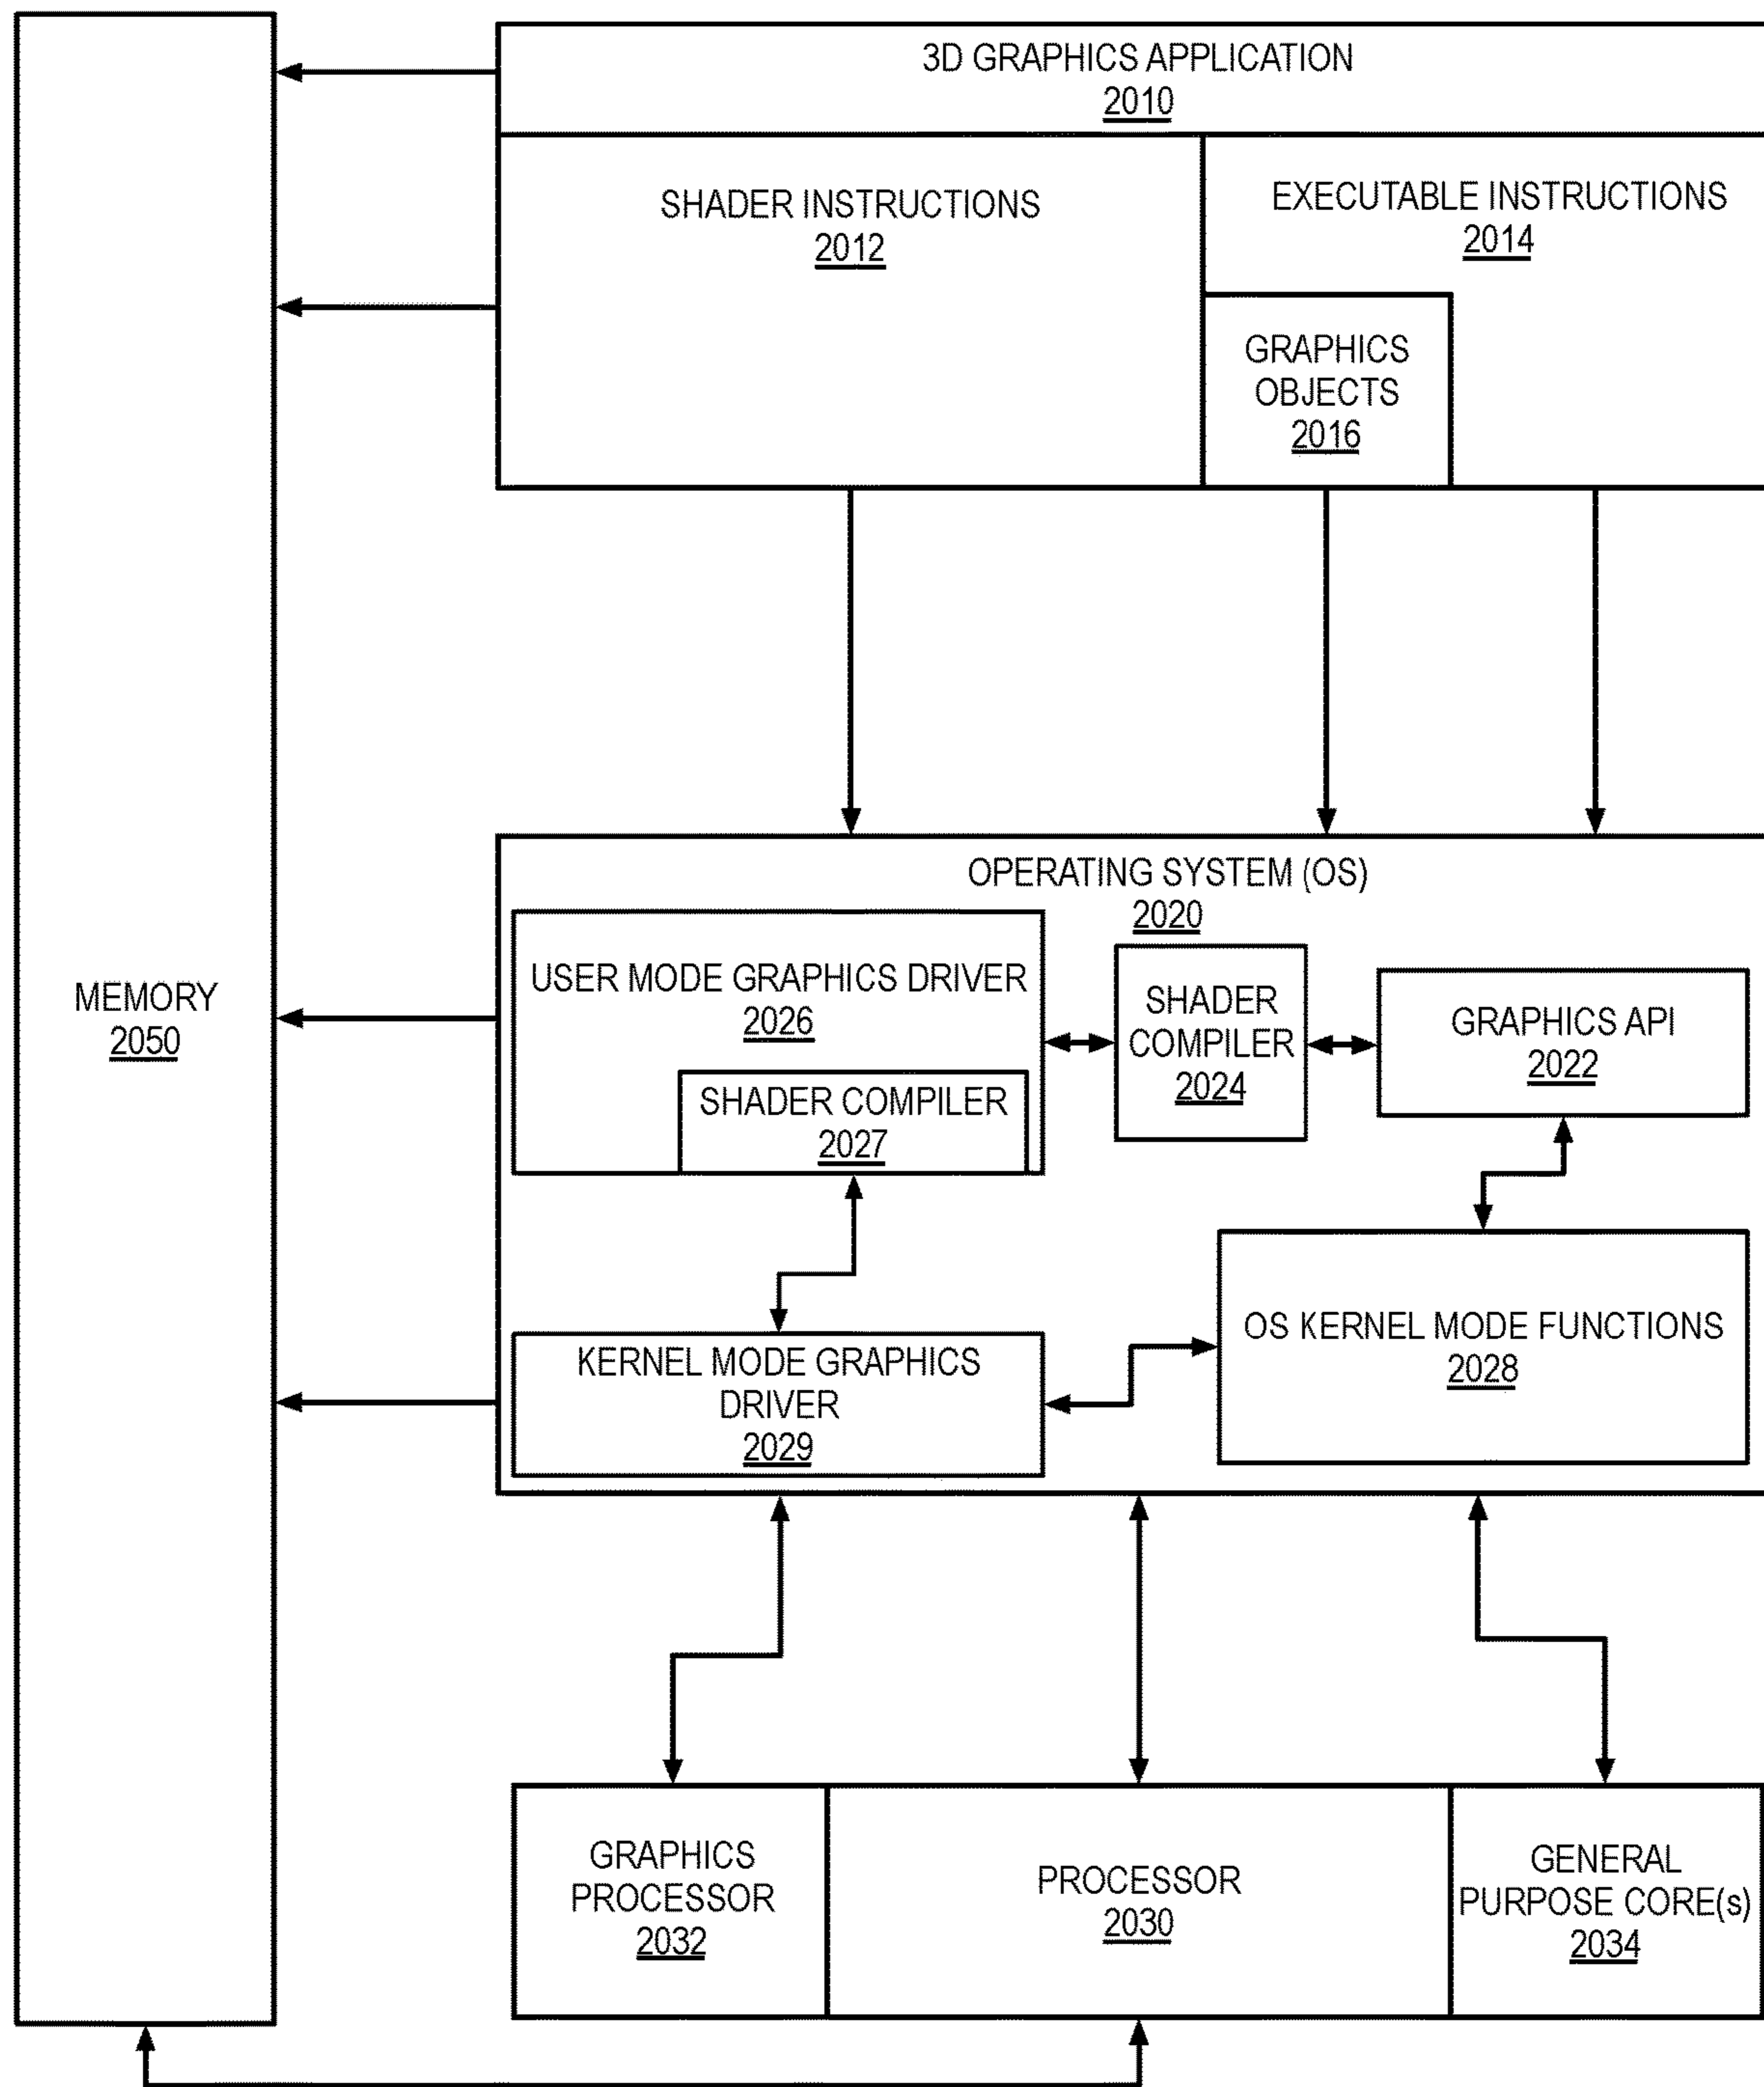 3D GRAPHICS APPLICATION
2010
SHADER INSTRUCTIONS
2012
EXECUTABLE INSTRUCTIONS
2014
GRAPHICS
OBJECTS
2016
MEMORY
2050
OPERATING SYSTEM (OS)
2020
USER MODE GRAPHICS DRIVER
2026
SHADER COMPILER
2027
SHADER
COMPILER
2024
GRAPHICS API
2022
KERNEL MODE GRAPHICS
DRIVER
2029
OS KERNEL MODE FUNCTIONS
2028
GRAPHICS
PROCESSOR
2032
PROCESSOR
2030
GENERAL
PURPOSE CORE(s)
2034